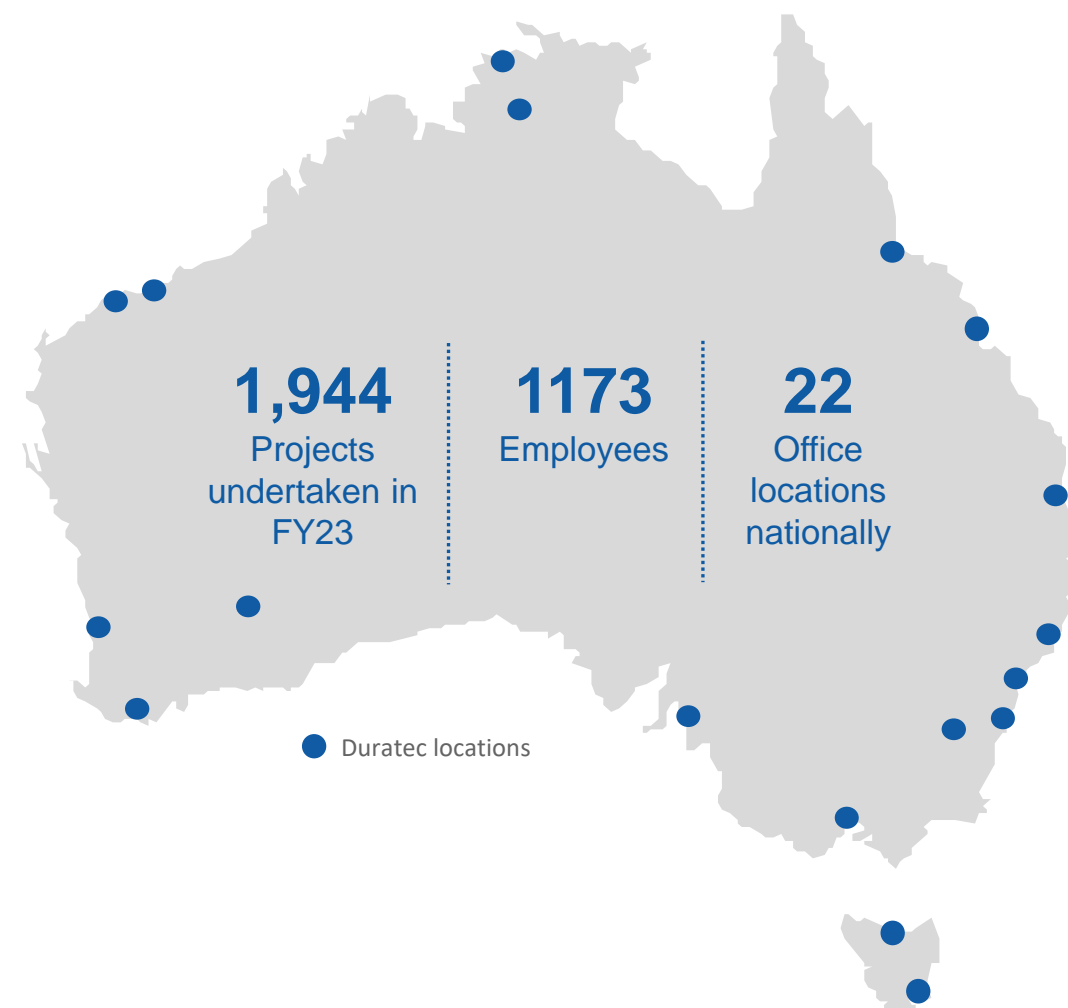 1,944
Projects
undertaken in
FY23
1173
Employees
22
Office
locations
nationally
Duratec locations